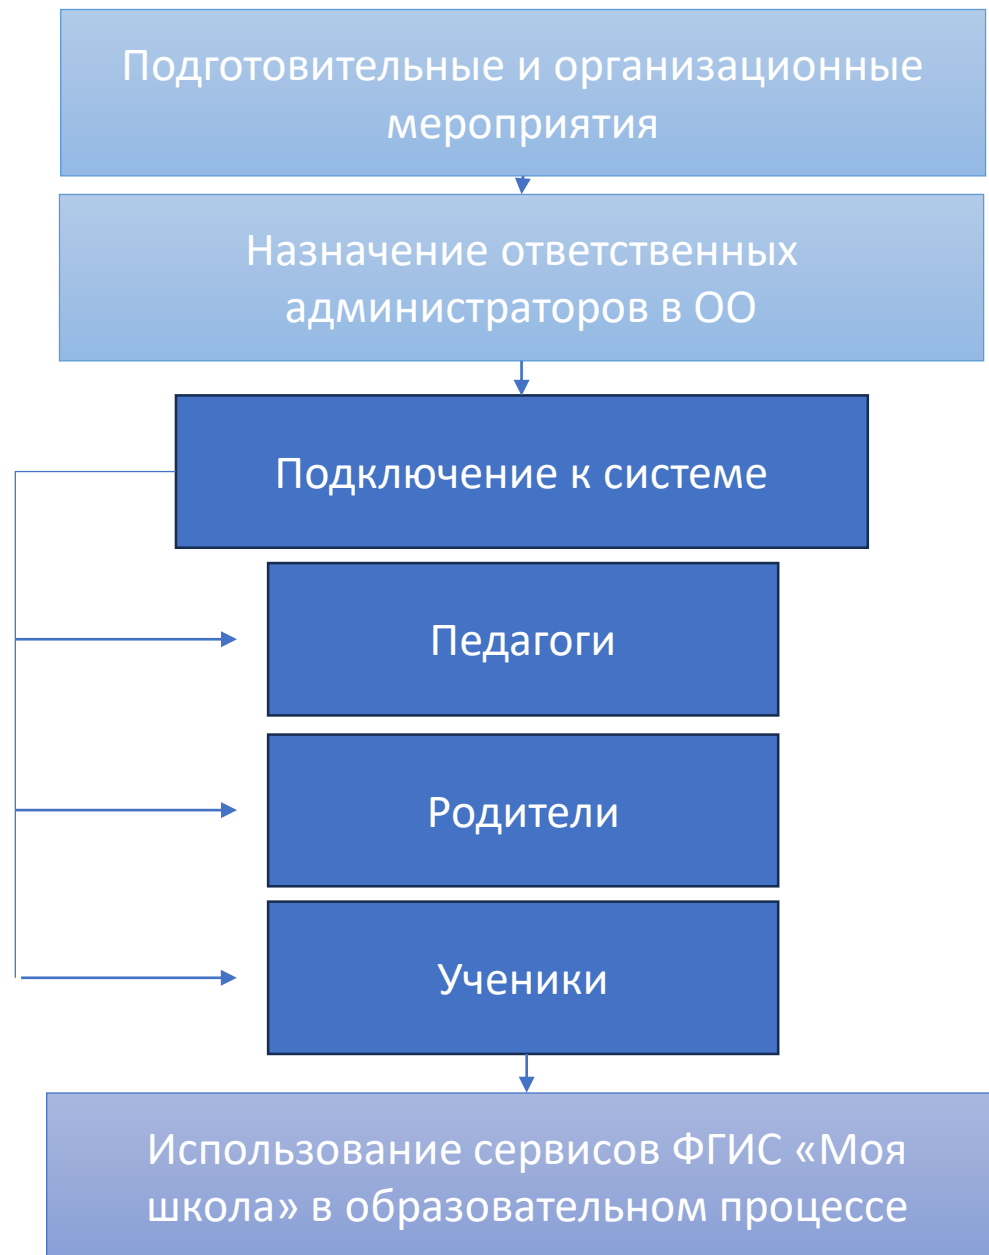 Подготовительные и организационные
мероприятия
Назначение ответственных
администраторов в ОО
Подключение к системе
Педагоги
Родители
Ученики
Использование сервисов ФГИС «Моя
школа» в образовательном процессе